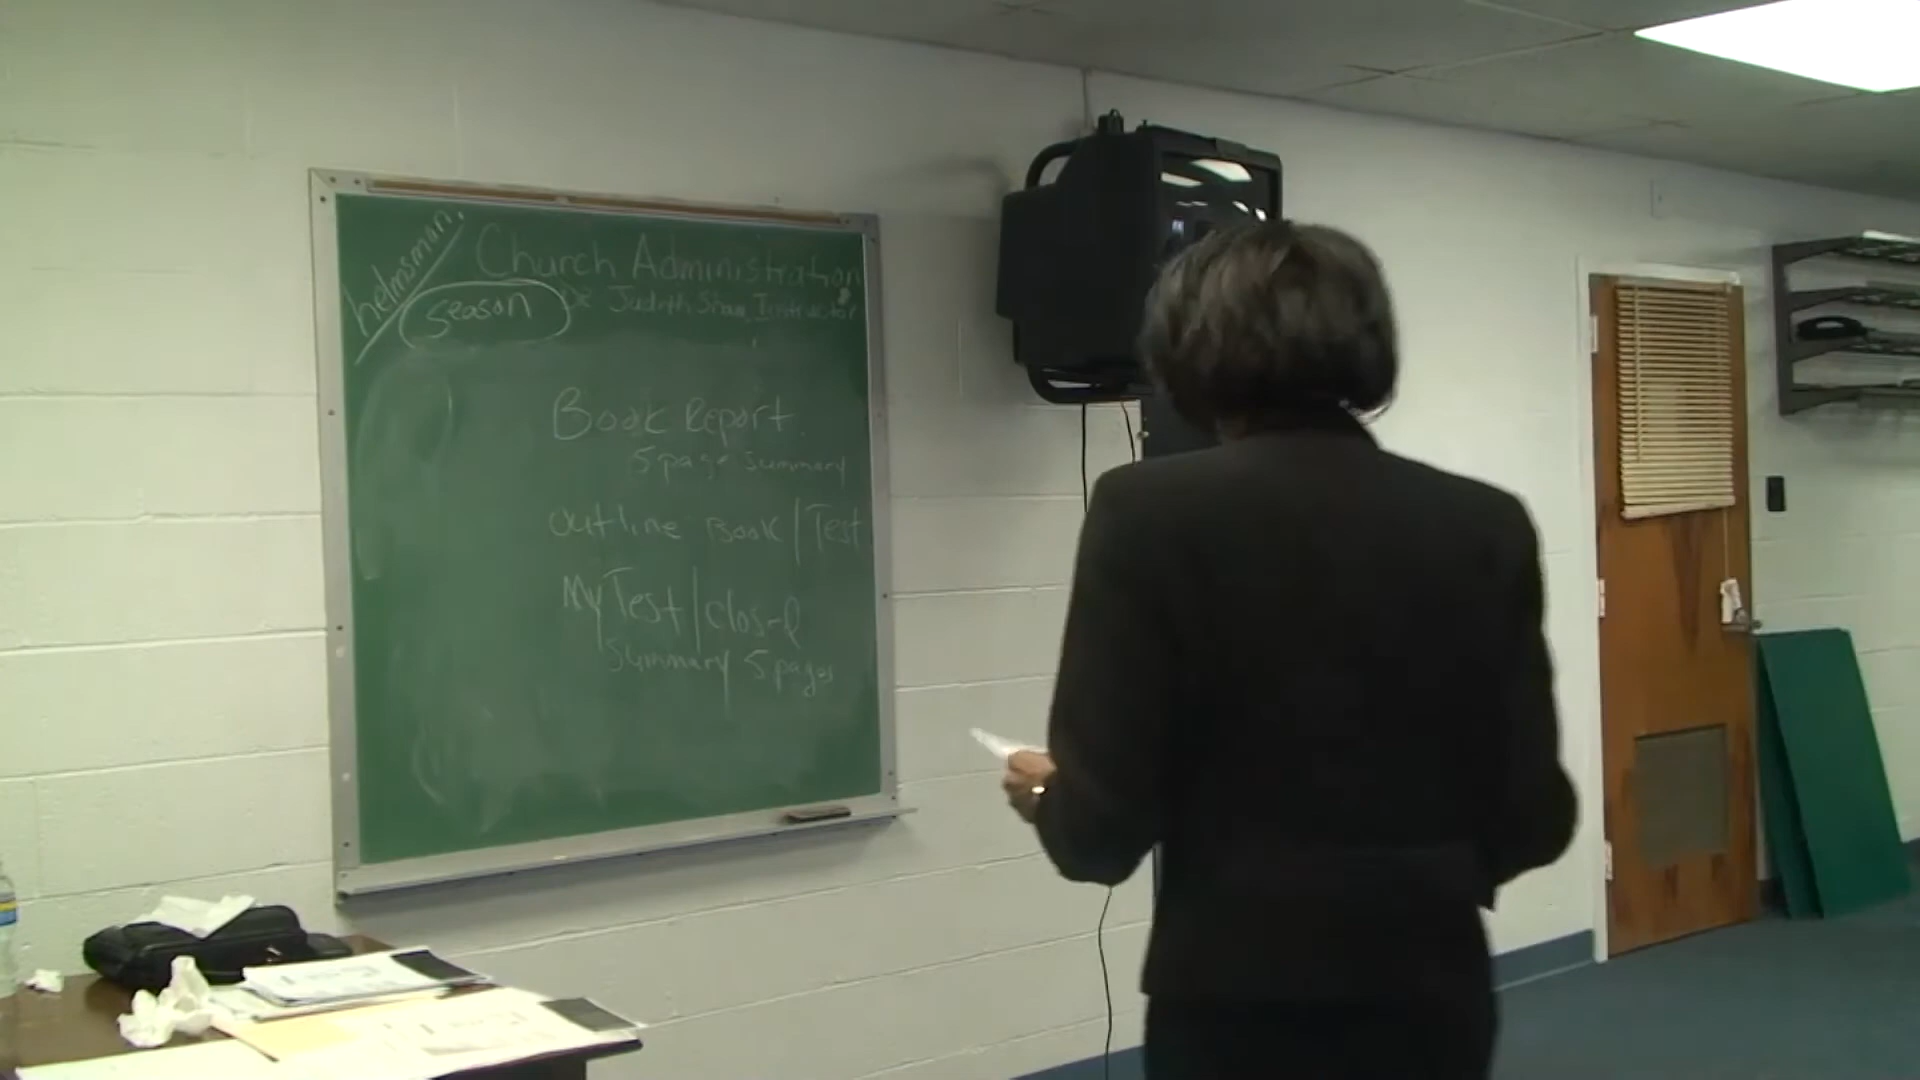 helmsman.
Church Administration
season
Dr Judith Shaw, Instructor
Book Report.
5 page Summary
Outline Book / Test
My Test / closed
Summary 5 pages